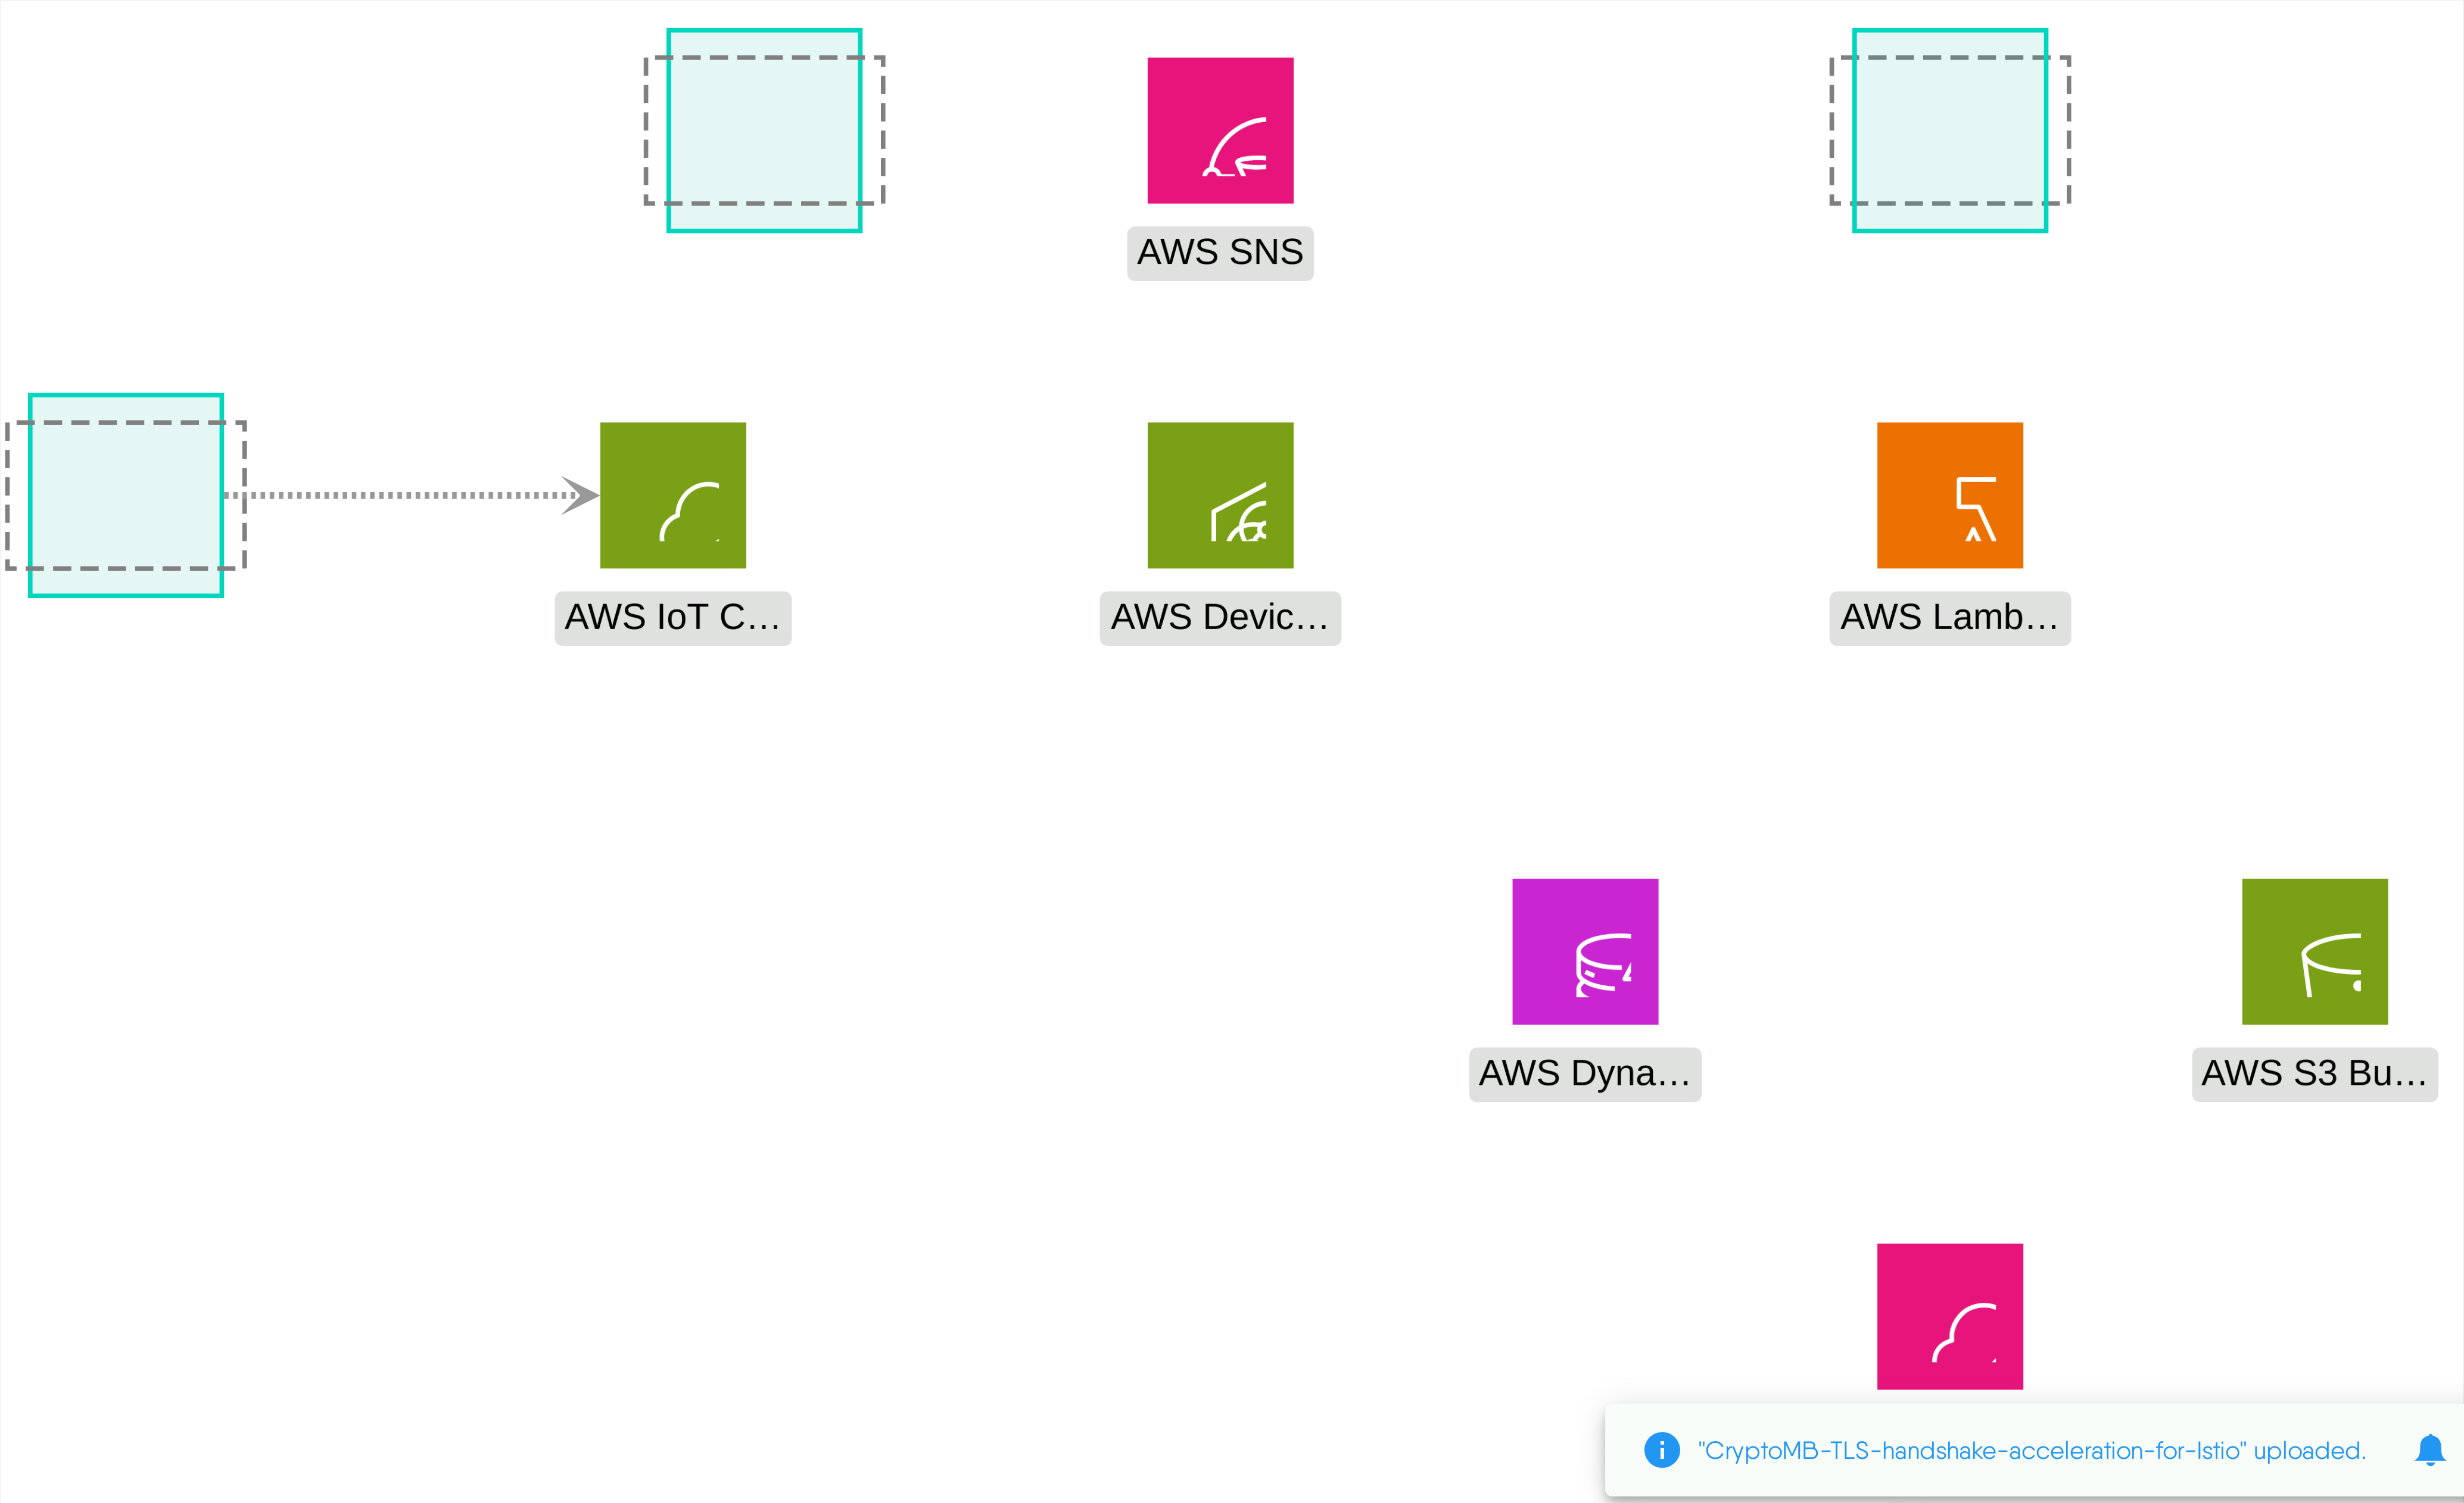 AWS SNS
AWS IoT C...
AWS Devic...
AWS Lamb...
AWS Dyna...
AWS S3 Bu...
"CryptoMB-TLS-handshake-acceleration-for-Istio" uploaded.